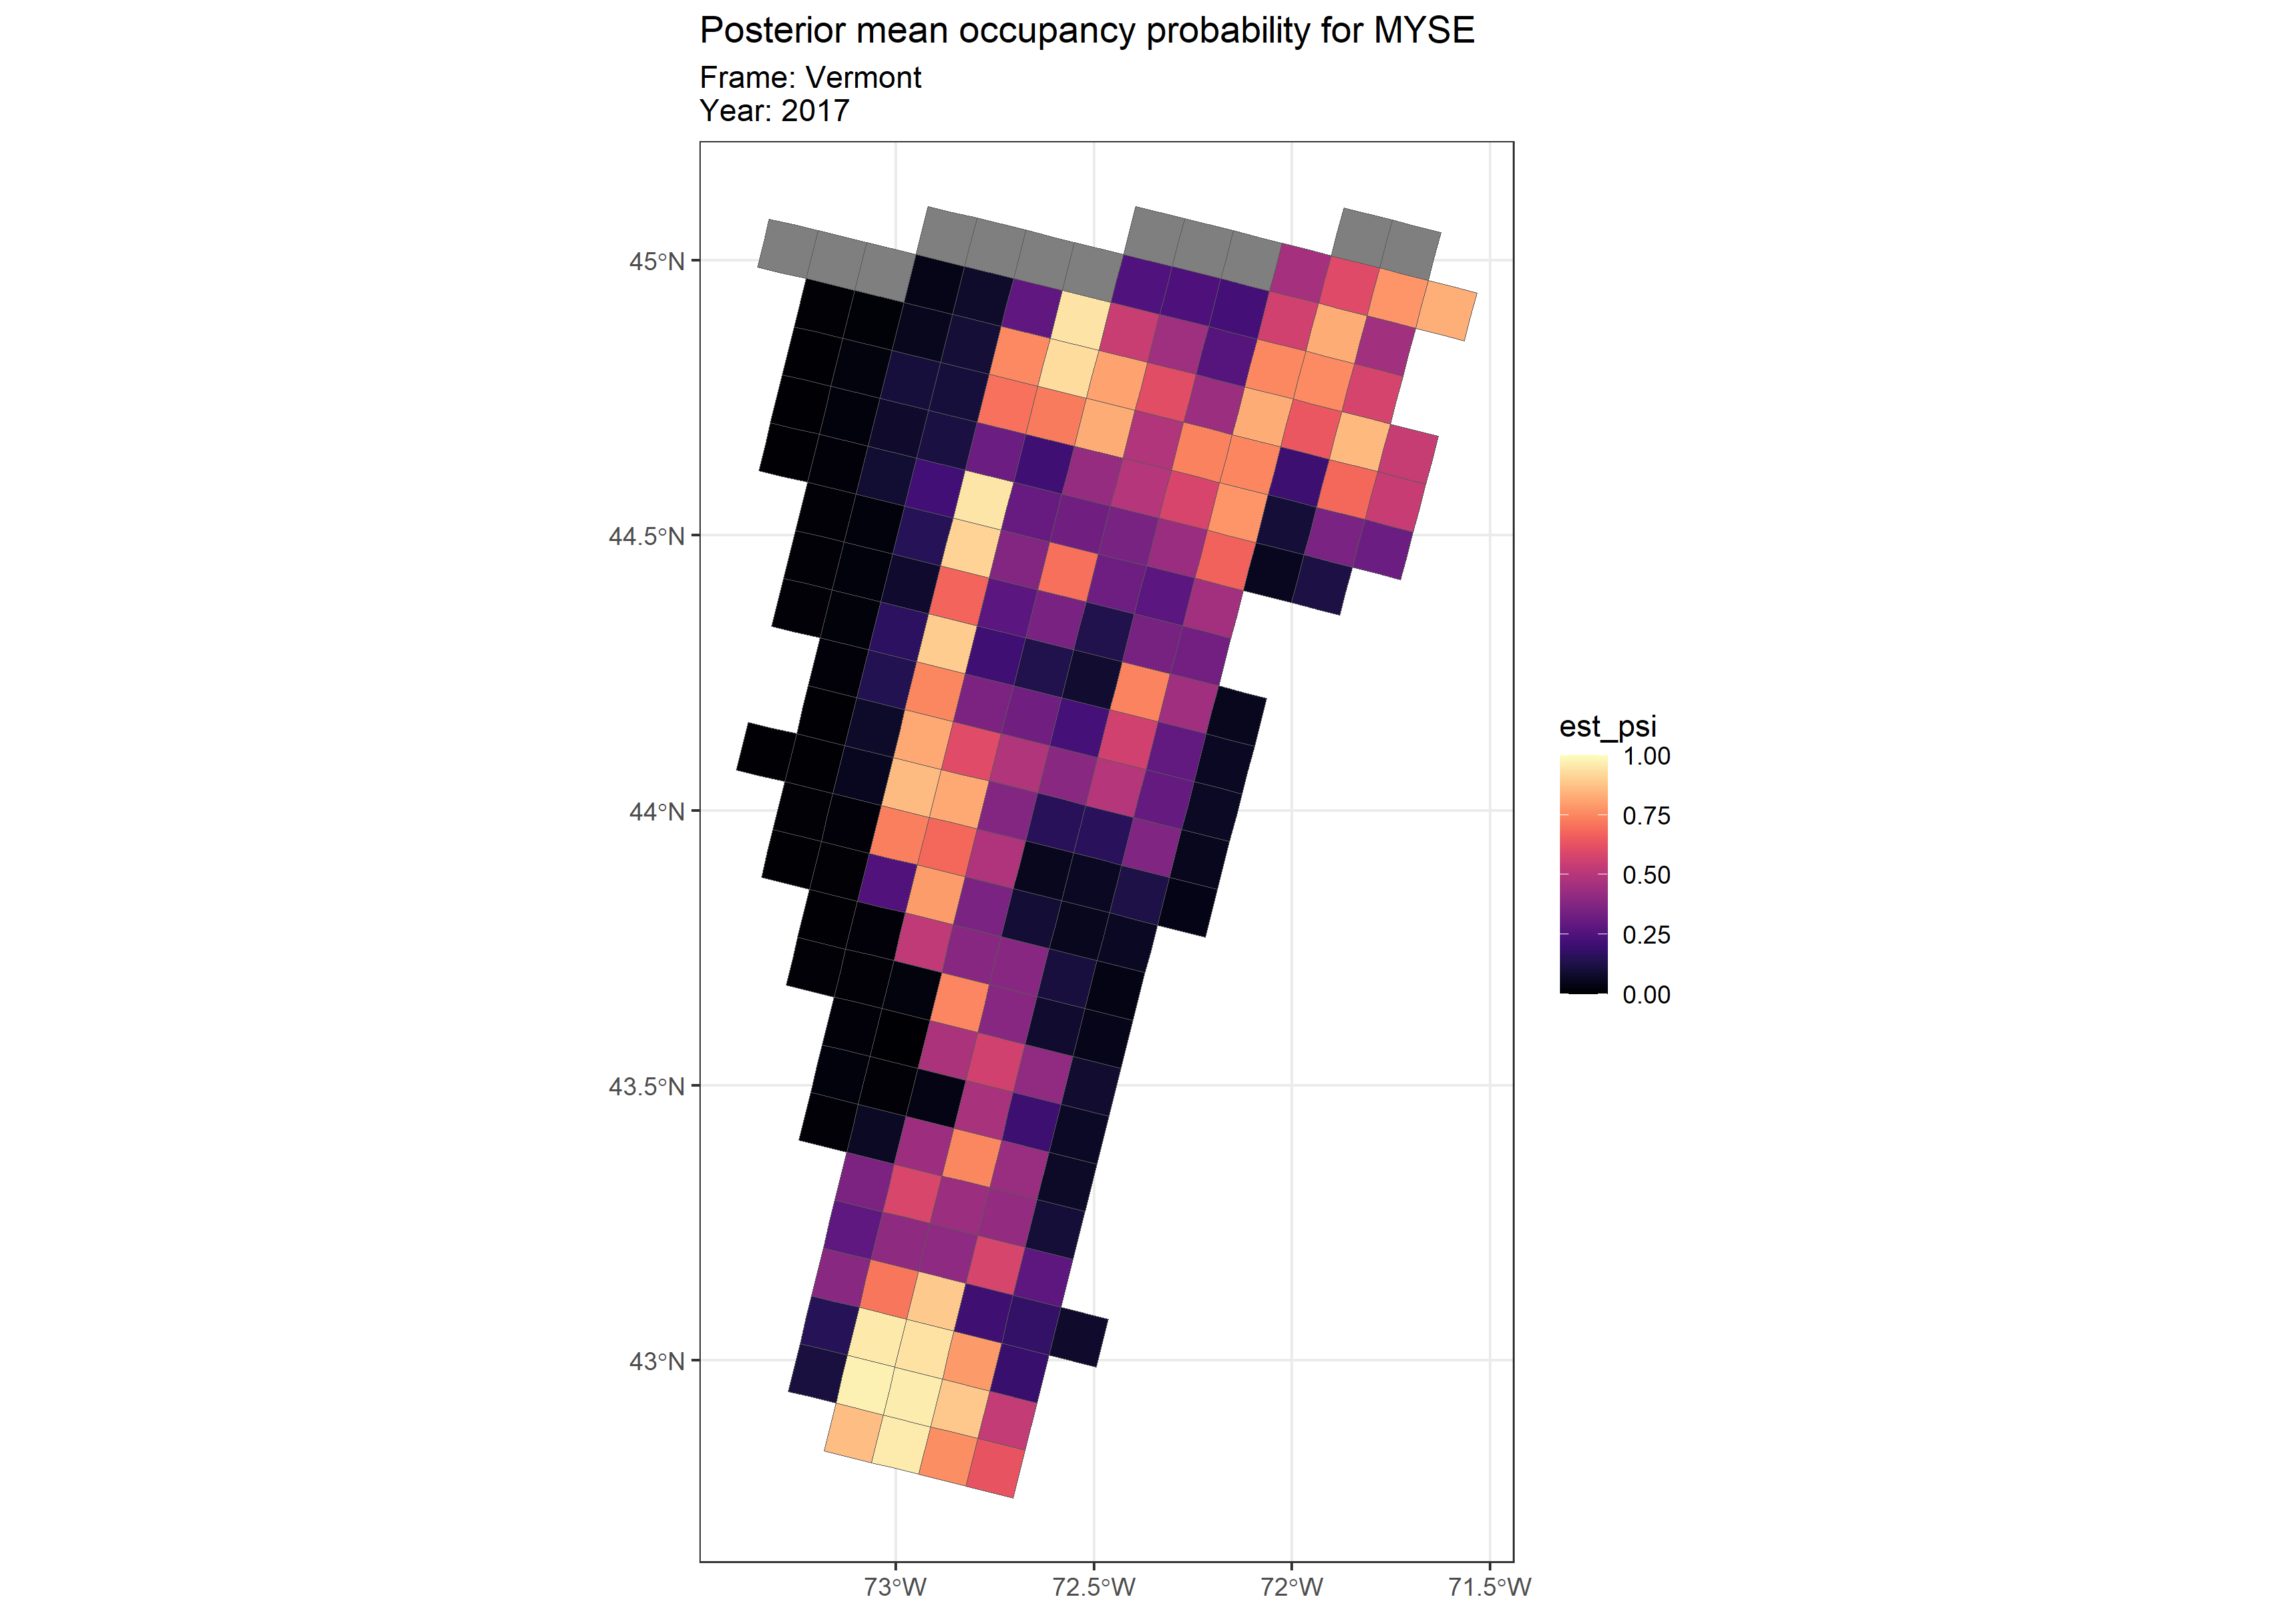 Posterior mean occupancy probability for MYSE
Frame: Vermont
Year: 2017
45°N
44.5°N
44°N
43.5°N
43°N
73°W
72.5°W
72°W
71.5°W
est_psi
1.00
0.75
0.50
0.25
0.00